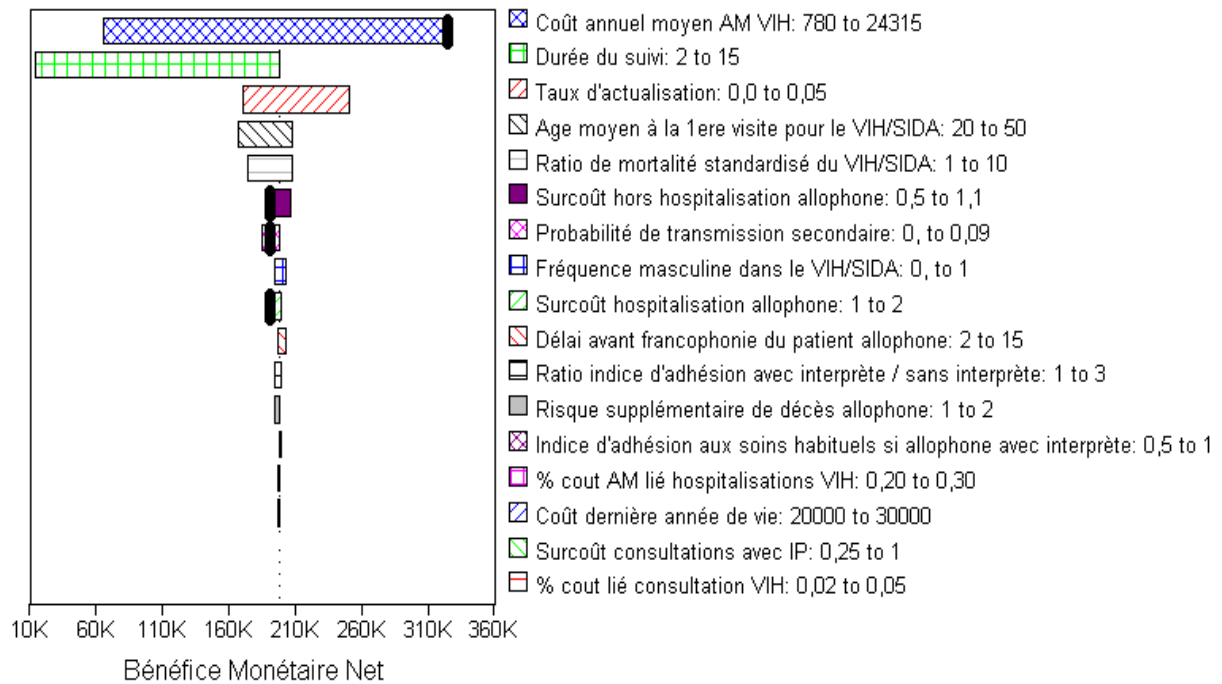 Coût annuel moyen AM VIH: 780 to 24315
Durée du suivi: 2 to 15
Taux d'actualisation: 0,0 to 0,05
Age moyen à la 1ere visite pour le VIH/SIDA: 20 to 50
Ratio de mortalité standardisé du VIH/SIDA: 1 to 10
Surcoût hors hospitalisation allophone: 0,5 to 1,1
Probabilité de transmission secondaire: 0, to 0,09
Fréquence masculine dans le VIH/SIDA: 0, to 1
Surcoût hospitalisation allophone: 1 to 2
Délai avant francophonie du patient allophone: 2 to 15
Ratio indice d'adhésion avec interprète / sans interprète: 1 to 3
Risque supplémentaire de décès allophone: 1 to 2
Indice d'adhésion aux soins habituels si allophone avec interprète: 0,5 to 1
% cout AM lié hospitalisations VIH: 0,20 to 0,30
Coût dernière année de vie: 20000 to 30000
Surcoût consultations avec IP: 0,25 to 1
% cout lié consultation VIH: 0,02 to 0,05
10K 60K 110K 160K 210K 260K 310K 360K
Bénéfice Monétaire Net